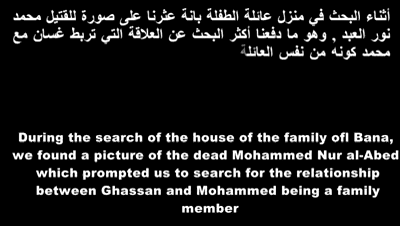 أثناء البحث في منزل عائلة الطفلة بانة عثرنا على صورة للقتيل محمد
نور العبد , وهو ما دفعنا أكثر البحث عن العلاقة التي تربط غسان مع
محمد كونه من نفس العائلة
During the search of the house of the family ofl Bana,
we found a picture of the dead Mohammed Nur al-Abed
which prompted us to search for the relationship
between Ghassan and Mohammed being a family
member